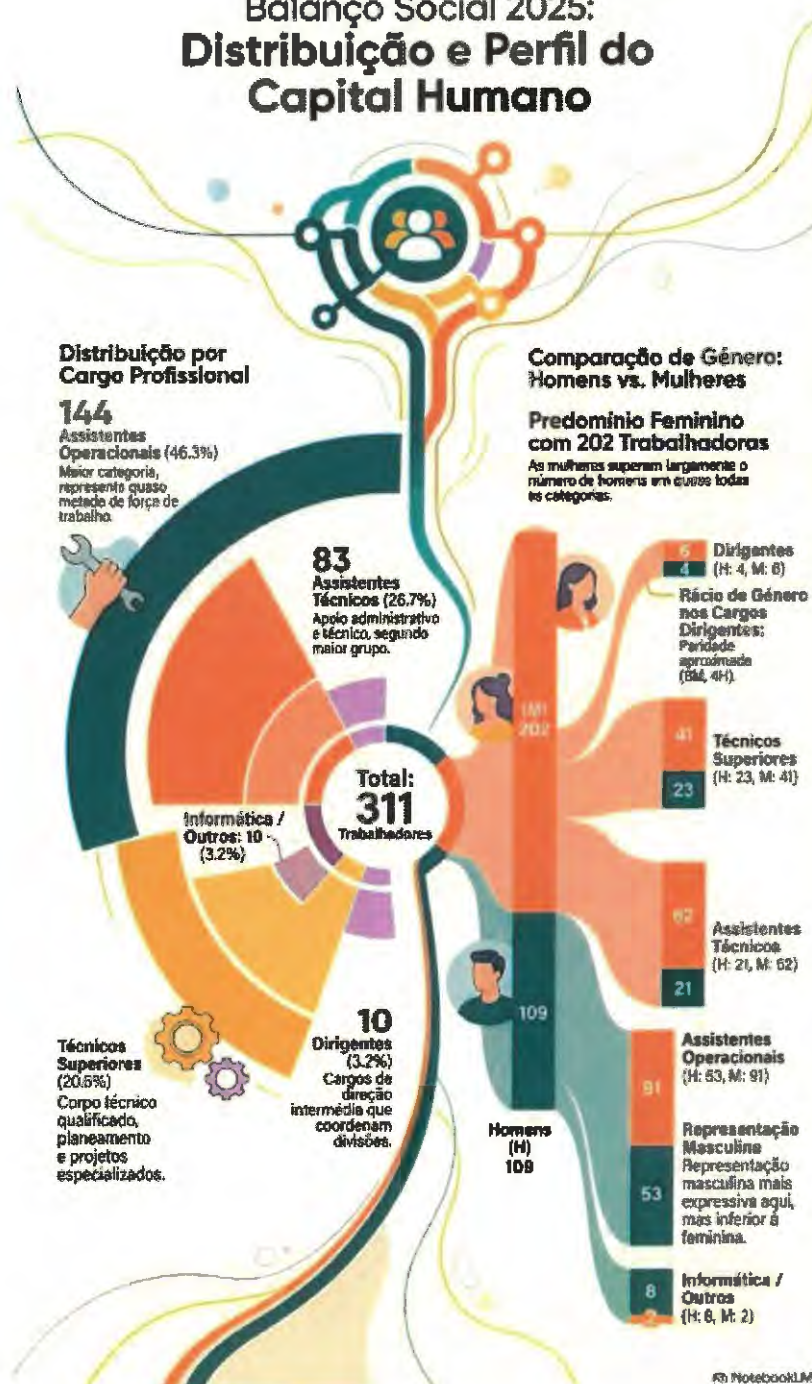 Balanço Social 2025:
Distribuição e Perfil do
Capital Humano
Distribuição por
Cargo Profissional
144
Assistentes
Operacionais (46.3%)
Maior categoria,
representa quase
metade de força de
trabalho.
83
Assistentes
Técnicos (26.7%)
Apoio administrativo
e técnico, segundo
maior grupo.
Informática /
Outros: 10
(3.2%)
Total:
311
Trabalhadores
Técnicos
Superiores
(20.5%)
Corpo técnico
qualificado,
planeamento
e projetos
especializados.
10
Dirigentes
(3.2%)
Cargos de
direção
intermédia que
coordenam
divisões.
Comparação de Género:
Homens vs. Mulheres
Predomínio Feminino
com 202 Trabalhadoras
As mulheres superam largamente o
número de homens em quase todas
as categorias.
(M)
202
109
Homens
(H)
109
6
4
Dirigentes
(H: 4, M: 6)
Rácio de Género
nos Cargos
Dirigentes:
Paridade
aproximada
(6M, 4H).
41
23
Técnicos
Superiores
(H: 23, M: 41)
62
21
Assistentes
Técnicos
(H: 21, M: 62)
91
53
Assistentes
Operacionais
(H: 53, M: 91)
Representação
Masculina
Representação
masculina mais
expressiva aqui,
mas inferior à
feminina.
8
2
Informática /
Outros
(H: 8, M: 2)
NotebookLM